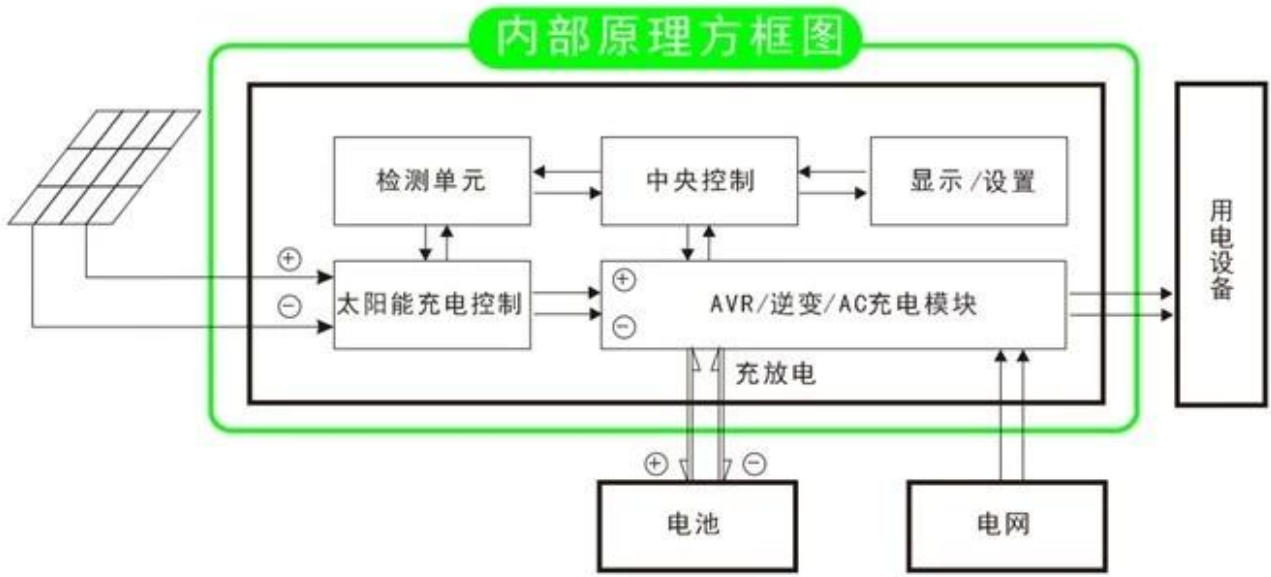 内部原理方框图
检测单元
中央控制
显示/设置
用电设备
⊕
⊖
太阳能充电控制
⊕
⊖
AVR/逆变/AC充电模块
充放电
⊕
⊖
电池
电网